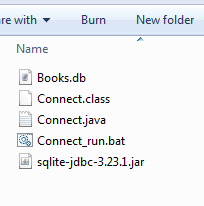 are with Burn New folder
Name
Books.db
Connect.class
Connect.java
Connect_run.bat
sqlite-jdbc-3.23.1.jar